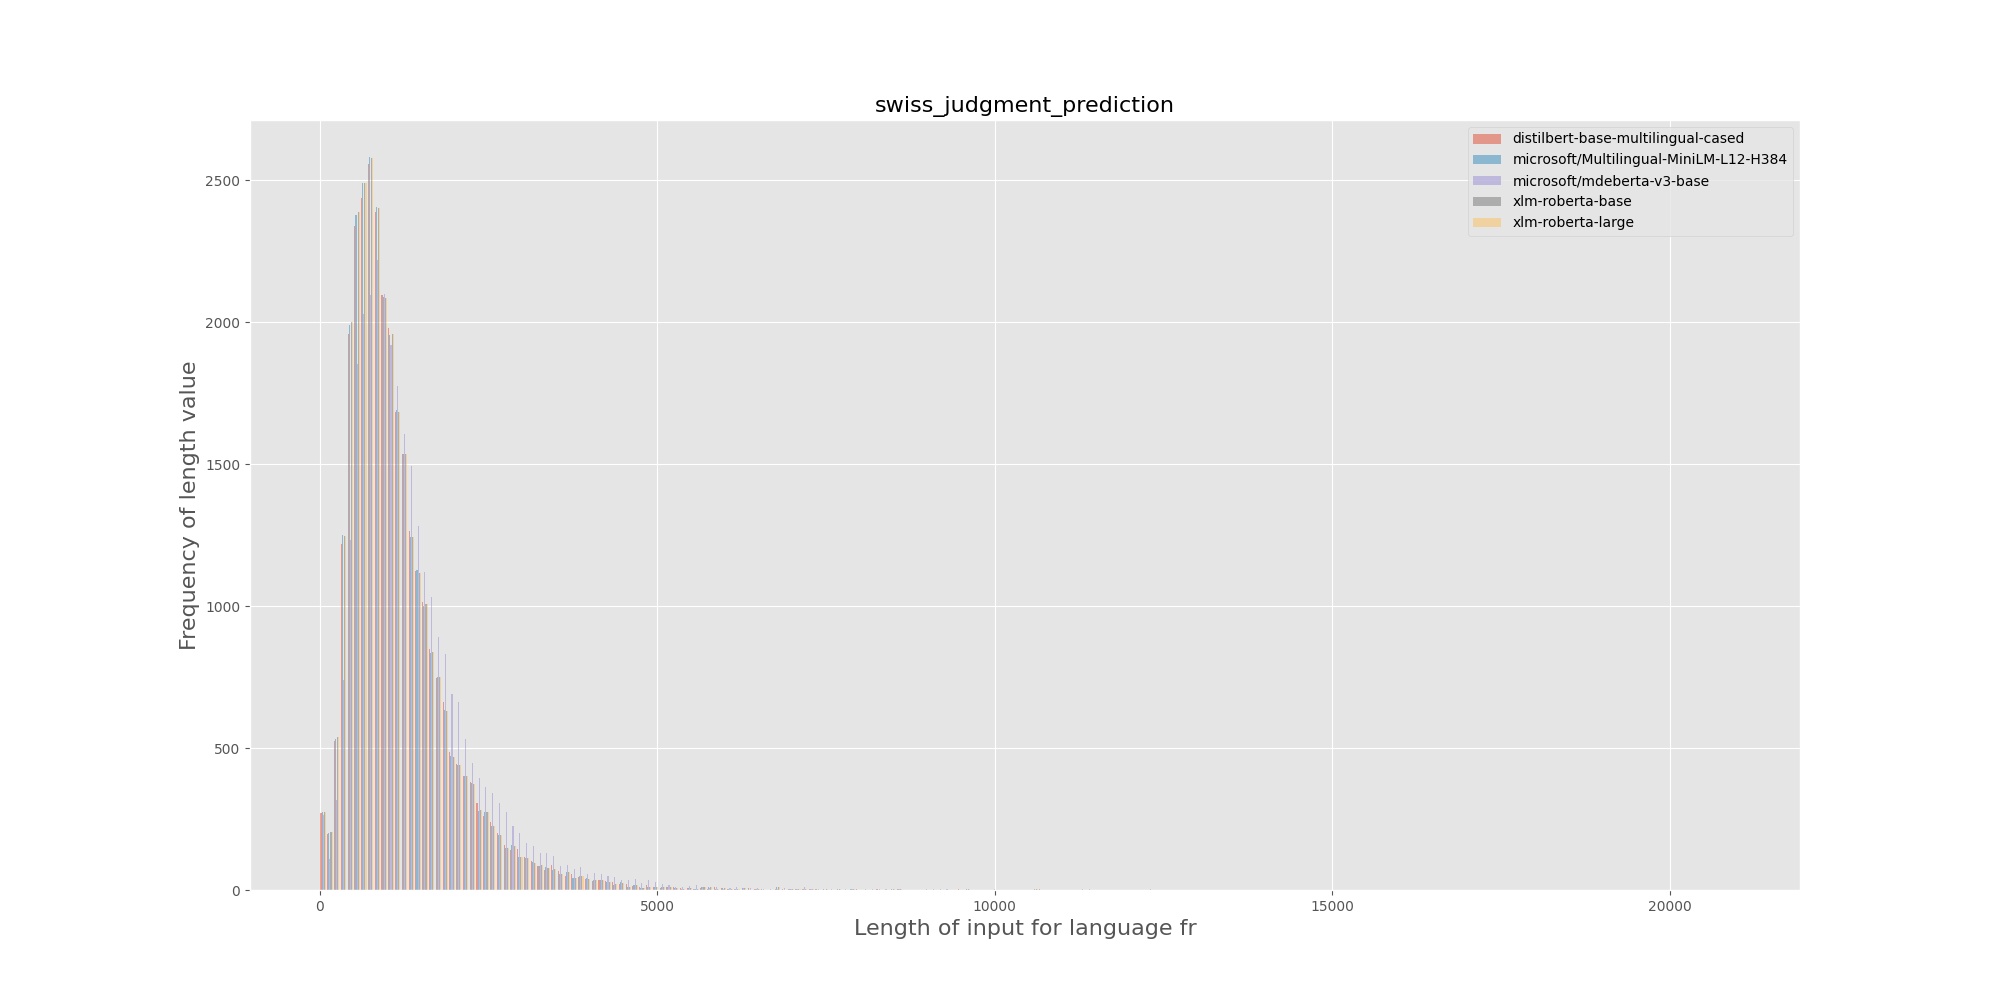 swiss_judgment_prediction
distilbert-base-multilingual-cased
microsoft/Multilingual-MiniLM-L12-H384
microsoft/mdeberta-v3-base
xlm-roberta-base
xlm-roberta-large
Frequency of length value
2500
2000
1500
1000
500
0
0 5000 10000 15000 20000
Length of input for language fr